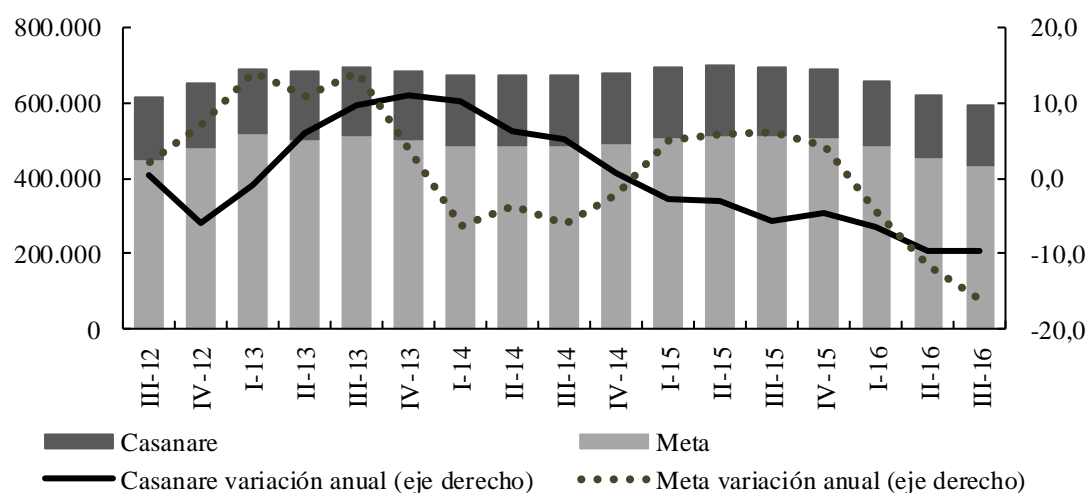 800.000
600.000
400.000
200.000
0
20,0
10,0
0,0
-10,0
-20,0
III-12
IV-12
I-13
II-13
III-13
IV-13
I-14
II-14
III-14
IV-14
I-15
II-15
III-15
IV-15
I-16
II-16
III-16
Casanare
Meta
Casanare variación anual (eje derecho)
Meta variación anual (eje derecho)